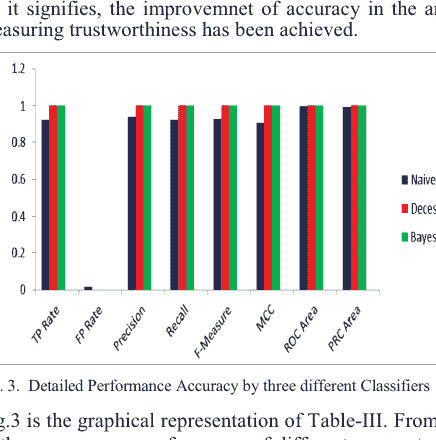 it signifies, the improvemnet of accuracy in the
easuring trustworthiness has been achieved.
1.2
1
0.8
0.6
0.4
0.2
0
TP Rate
FP Rate
Precision
Recall
F-Measure
MCC
ROC Area
PRC Area
Naive
Deces
Bayes
. 3. Detailed Performance Accuracy by three different Classifiers
g.3 is the graphical representation of Table-III. From